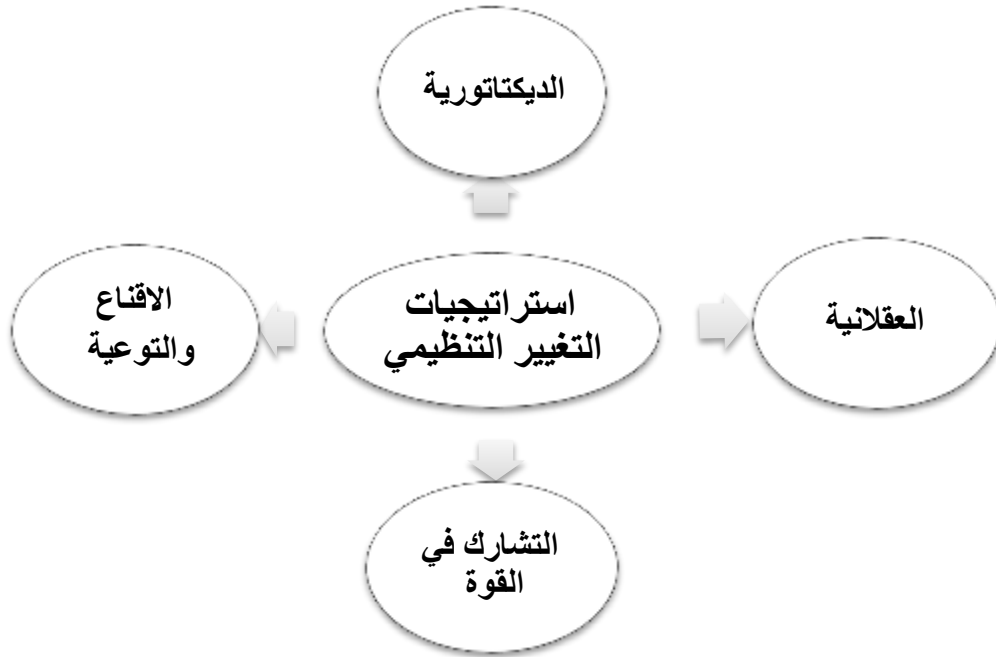 الديكتاتورية
استراتيجيات
التغيير التنظيمي
العقلانية
الاقناع
والتوعية
التشارك في
القوة